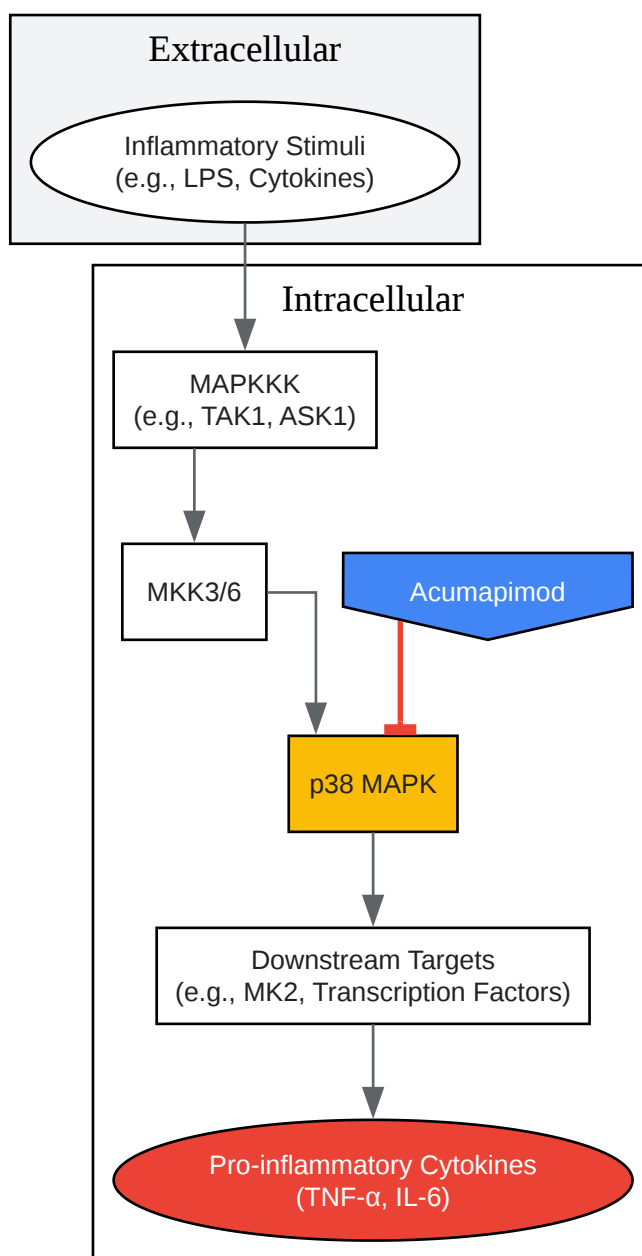 Extracellular
Inflammatory Stimuli
(e.g., LPS, Cytokines)
Intracellular
MAPKKK
(e.g., TAK1, ASK1)
MKK3/6
Acumapimod
p38 MAPK
Downstream Targets
(e.g., MK2, Transcription Factors)
Pro-inflammatory Cytokines
(TNF-α, IL-6)